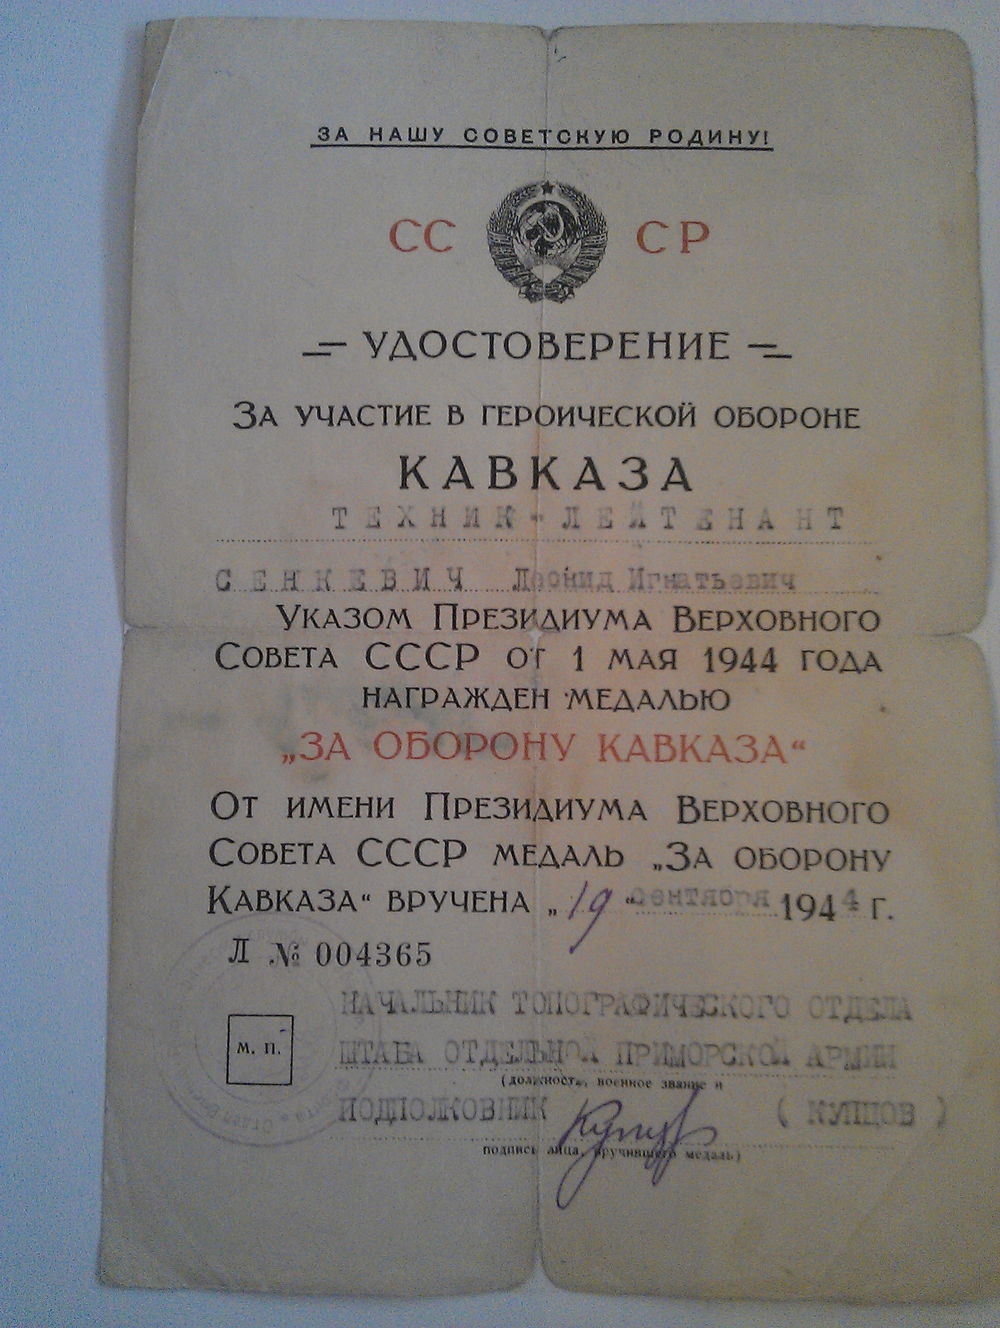 ЗА НАШУ СОВЕТСКУЮ РОДИНУ!
СС СР
УДОСТОВЕРЕНИЕ
ЗА УЧАСТИЕ В ГЕРОИЧЕСКОЙ ОБОРОНЕ
КАВКАЗА
ТЕХНИК-ЛЕЙТЕНАНТ
СЕНКЕВИЧ Леонид Игнатьевич
УКАЗОМ ПРЕЗИДИУМА ВЕРХОВНОГО
СОВЕТА СССР ОТ 1 МАЯ 1944 ГОДА
НАГРАЖДЕН МЕДАЛЬЮ
„ЗА ОБОРОНУ КАВКАЗА“
ОТ ИМЕНИ ПРЕЗИДИУМА ВЕРХОВНОГО
СОВЕТА СССР МЕДАЛЬ „ЗА ОБОРОНУ
КАВКАЗА“ ВРУЧЕНА „19“ сентября 1944 Г.
Л № 004365
НАЧАЛЬНИК ТОПОГРАФИЧЕСКОГО ОТДЕЛА
М. П.
ШТАБА ОТДЕЛЬНОЙ ПРИМОРСКОЙ АРМИИ
(должность, военное звание и
ПОДПОЛКОВНИК (КУПЦОВ)
подпись лица, вручившего медаль)